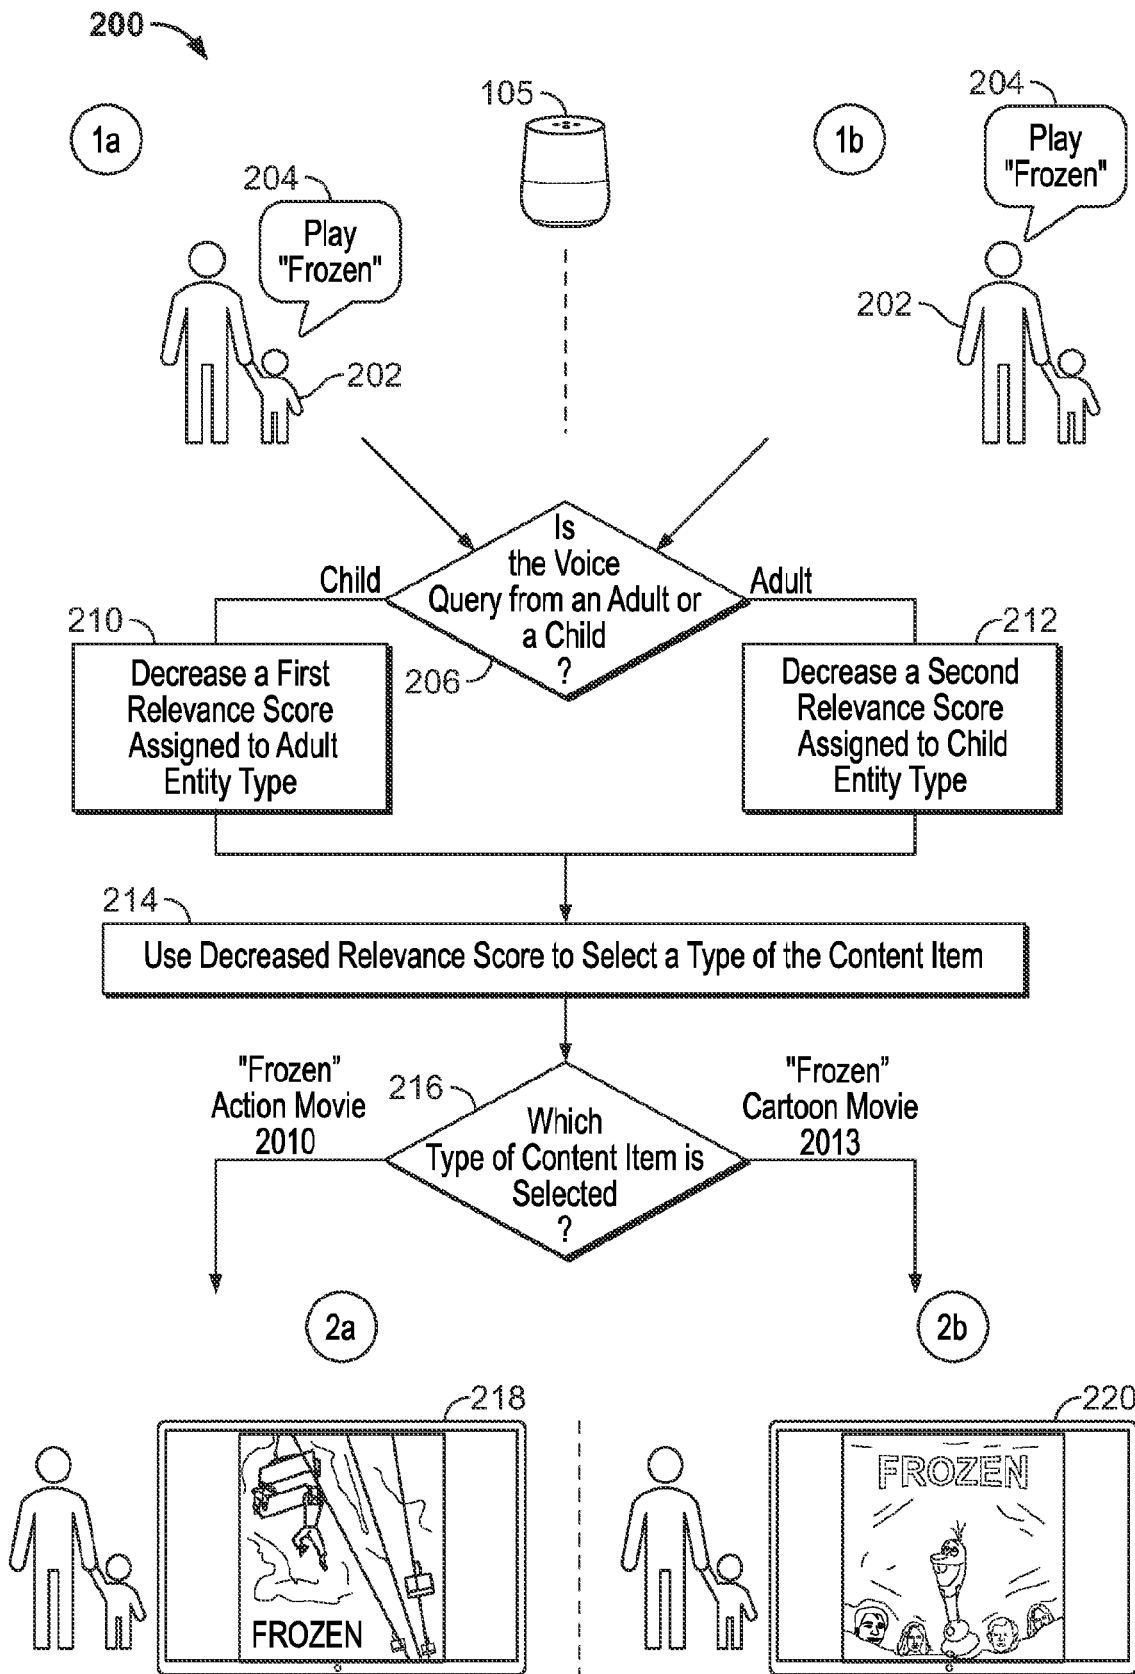 200
1a
105
1b
204
Play
"Frozen"
204
Play
"Frozen"
202
202
Is
the Voice
Query from an Adult or
a Child
?
Child
Adult
206
210
Decrease a First
Relevance Score
Assigned to Adult
Entity Type
212
Decrease a Second
Relevance Score
Assigned to Child
Entity Type
214
Use Decreased Relevance Score to Select a Type of the Content Item
"Frozen”
Action Movie
2010
216
Which
Type of Content Item is
Selected
?
"Frozen”
Cartoon Movie
2013
2a
2b
218
FROZEN
220
FROZEN